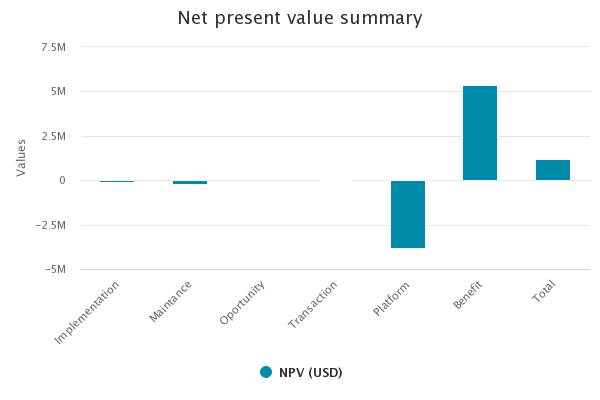 Net present value summary
Values
7.5M
5M
2.5M
0
−2.5M
−5M
Implementation
Maintance
Oportunity
Transaction
Platform
Benefit
Total
NPV (USD)